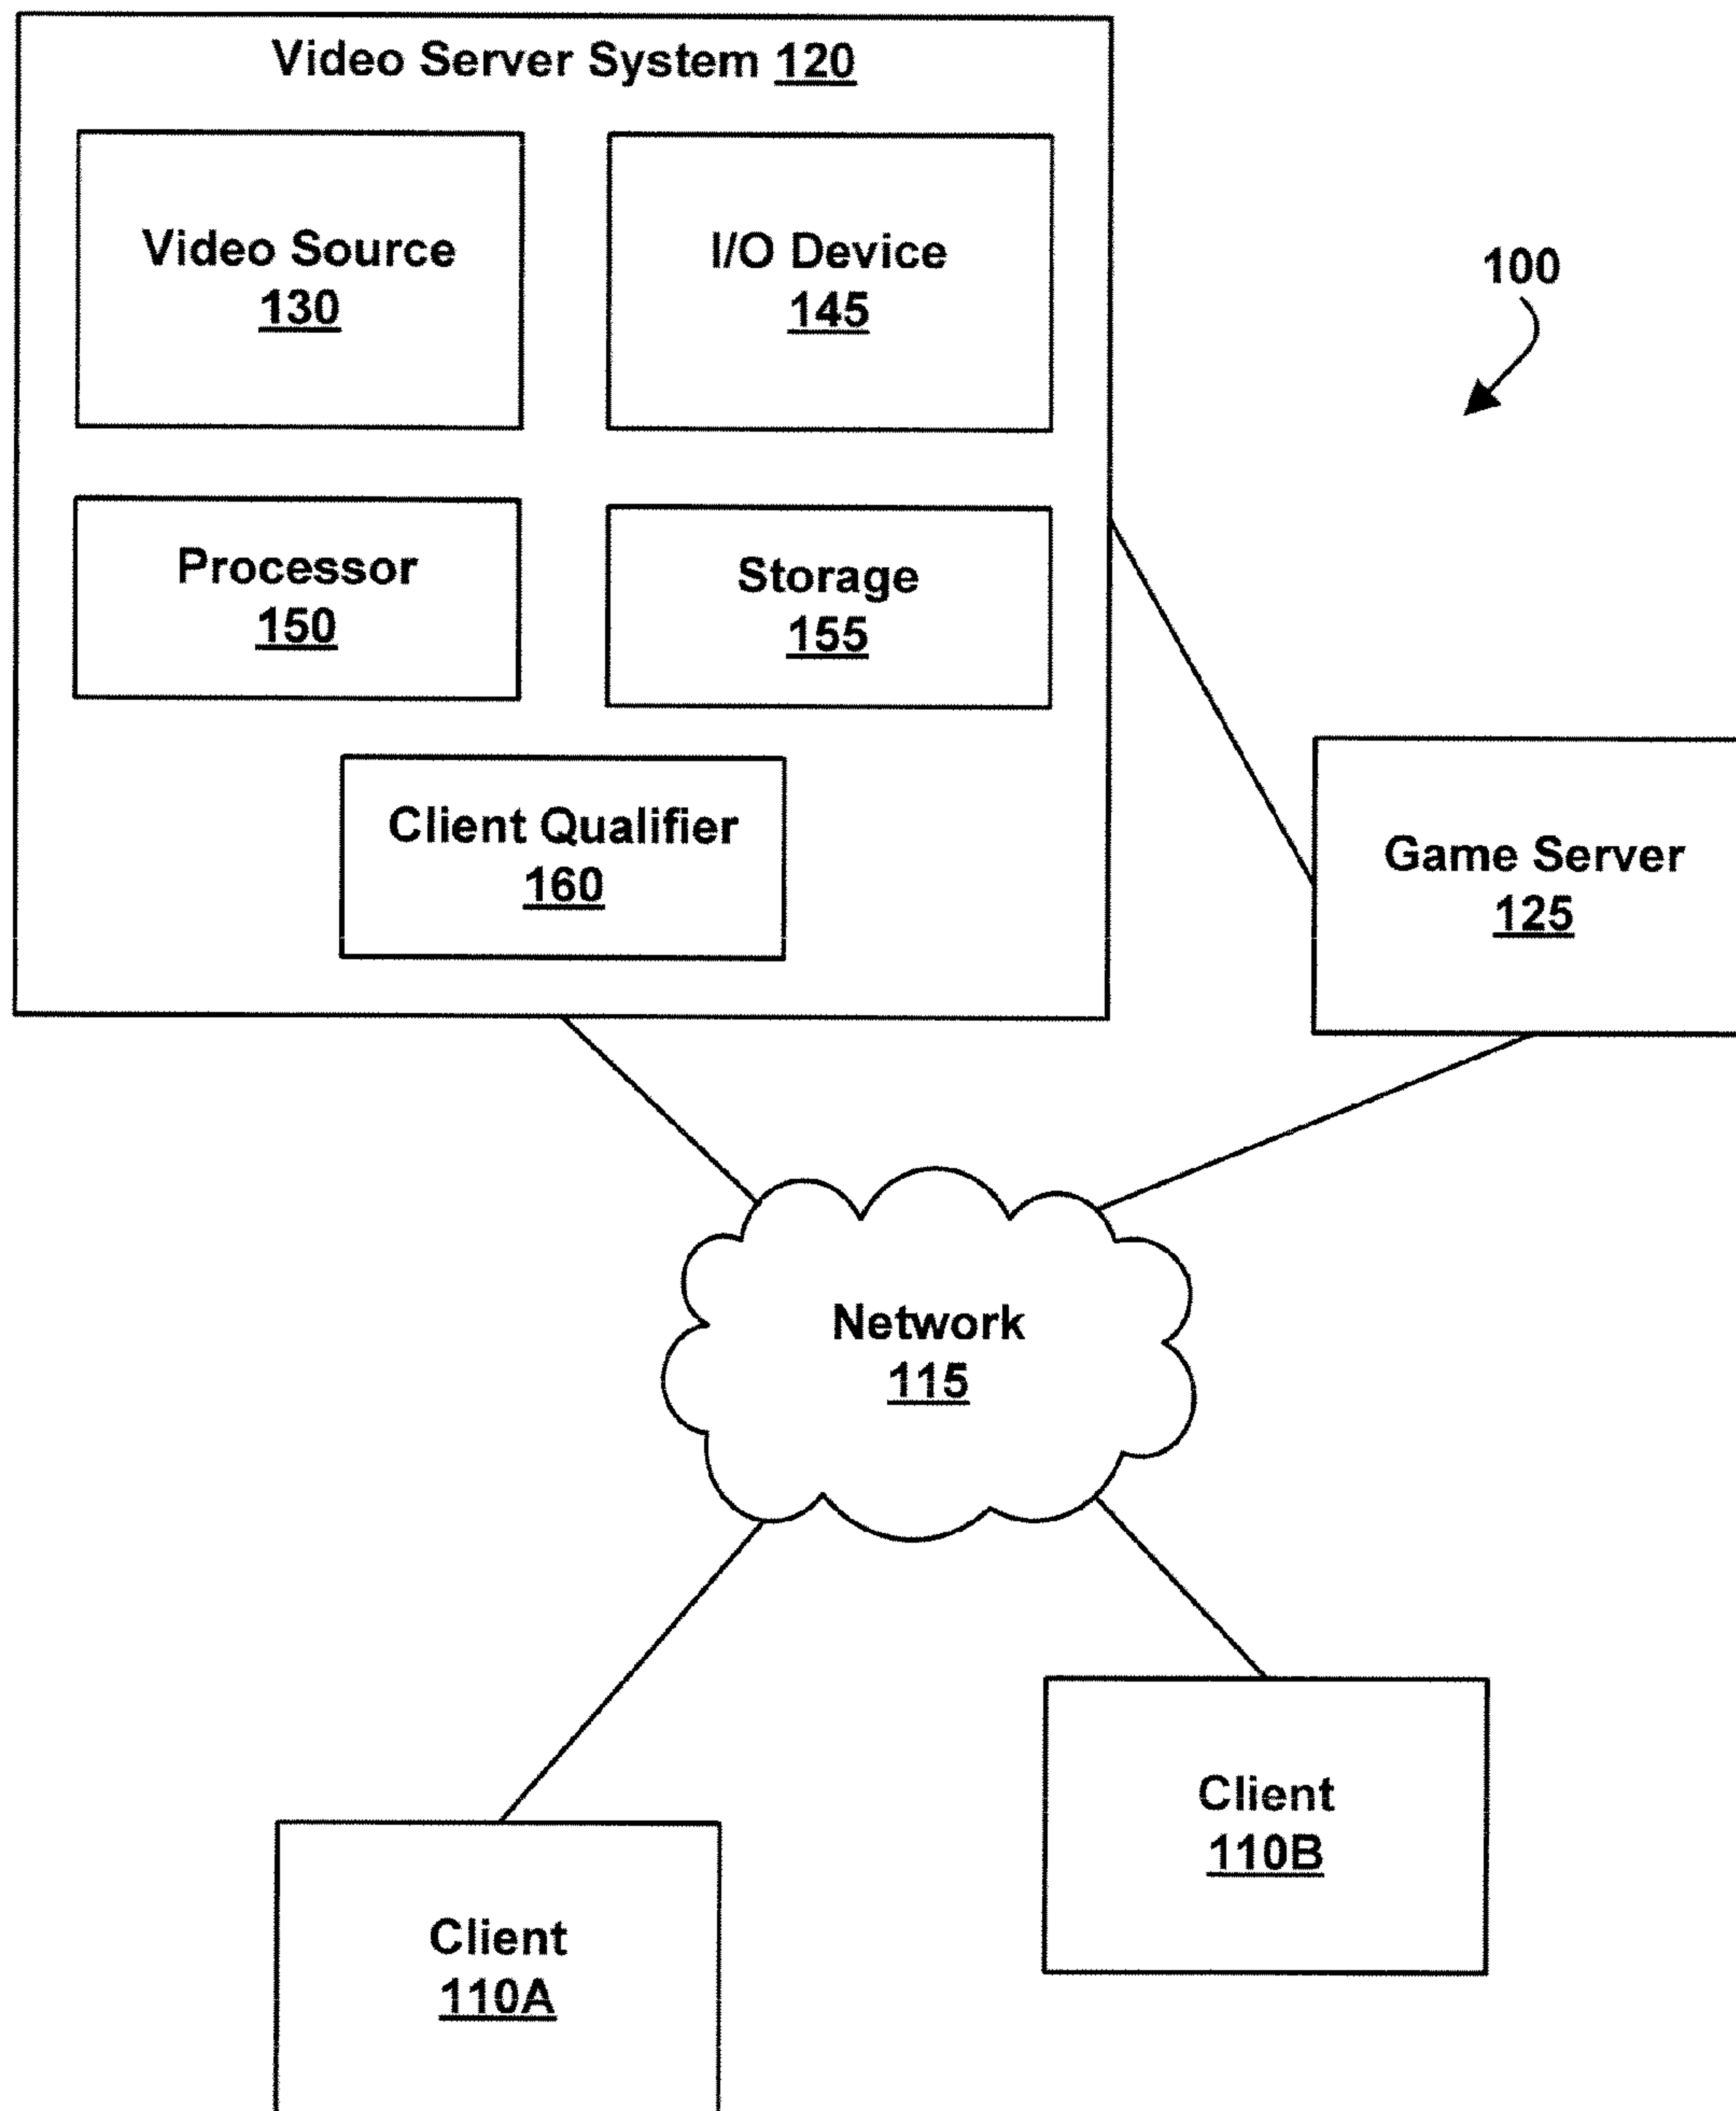 Video Server System 120
Video Source
130
I/O Device
145
100
Processor
150
Storage
155
Client Qualifier
160
Game Server
125
Network
115
Client
110B
Client
110A